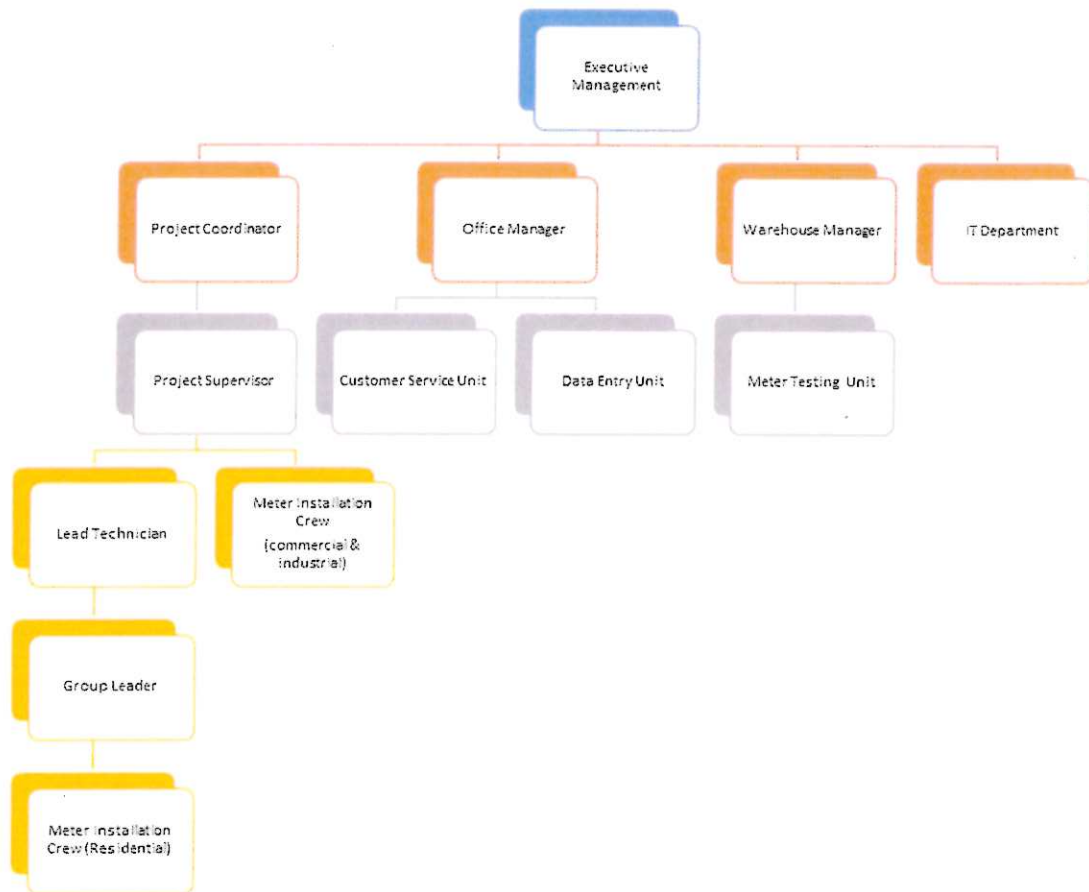 Executive
Management
Project Coordinator
Office Manager
Warehouse Manager
IT Department
Project Supervisor
Customer Service Unit
Data Entry Unit
Meter Testing Unit
Lead Technician
Meter Installation
Crew
(commercial &
industrial)
Group Leader
Meter Installation
Crew (Residential)